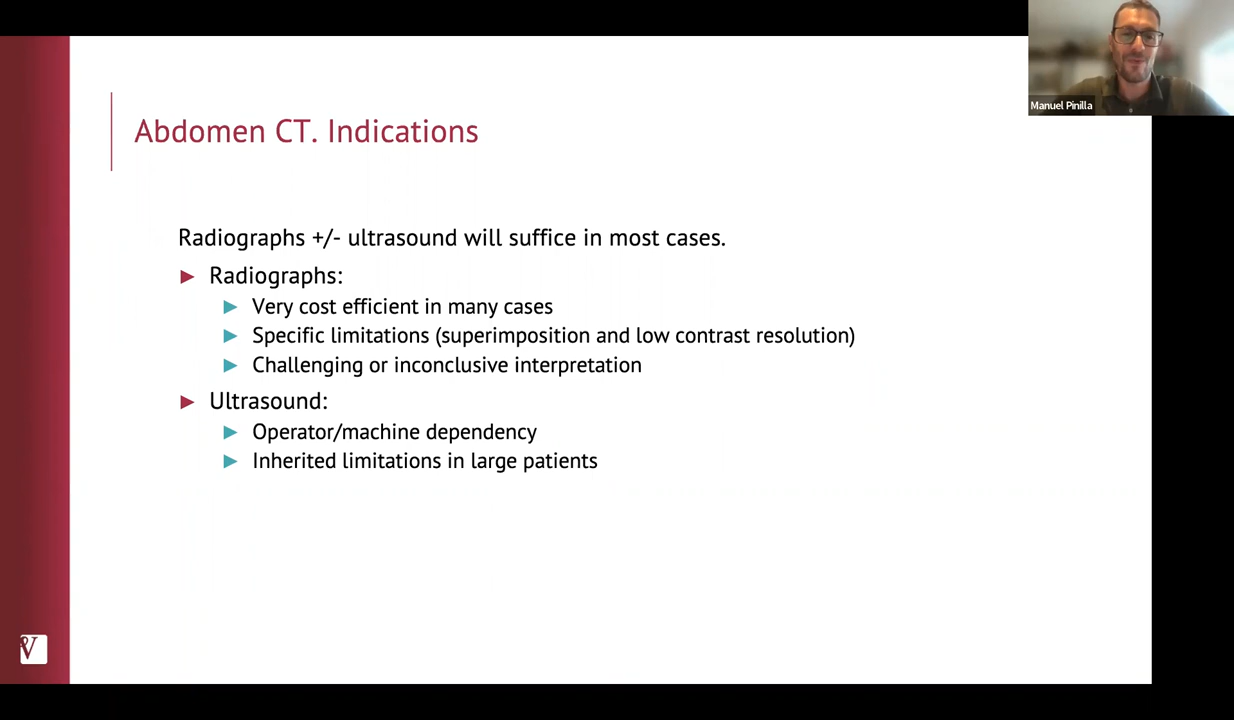 Abdomen CT. Indications
Radiographs +/- ultrasound will suffice in most cases.
Radiographs:
Very cost efficient in many cases
Specific limitations (superimposition and low contrast resolution)
Challenging or inconclusive interpretation
Ultrasound:
Operator/machine dependency
Inherited limitations in large patients
Manuel Pinilla